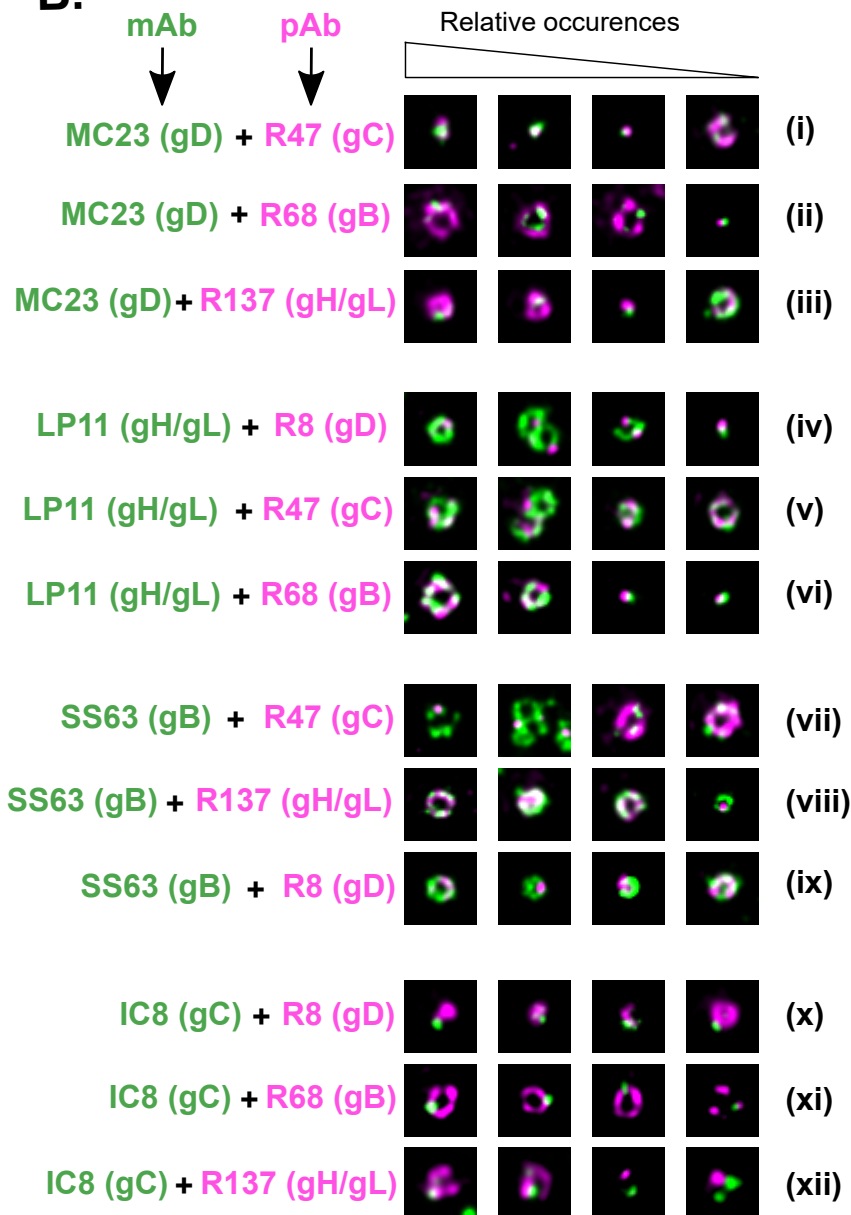 B.
mAb pAb Relative occurences
MC23 (gD) + R47 (gC) (i)
MC23 (gD) + R68 (gB) (ii)
MC23 (gD) + R137 (gH/gL) (iii)
LP11 (gH/gL) + R8 (gD) (iv)
LP11 (gH/gL) + R47 (gC) (v)
LP11 (gH/gL) + R68 (gB) (vi)
SS63 (gB) + R47 (gC) (vii)
SS63 (gB) + R137 (gH/gL) (viii)
SS63 (gB) + R8 (gD) (ix)
IC8 (gC) + R8 (gD) (x)
IC8 (gC) + R68 (gB) (xi)
IC8 (gC) + R137 (gH/gL) (xii)